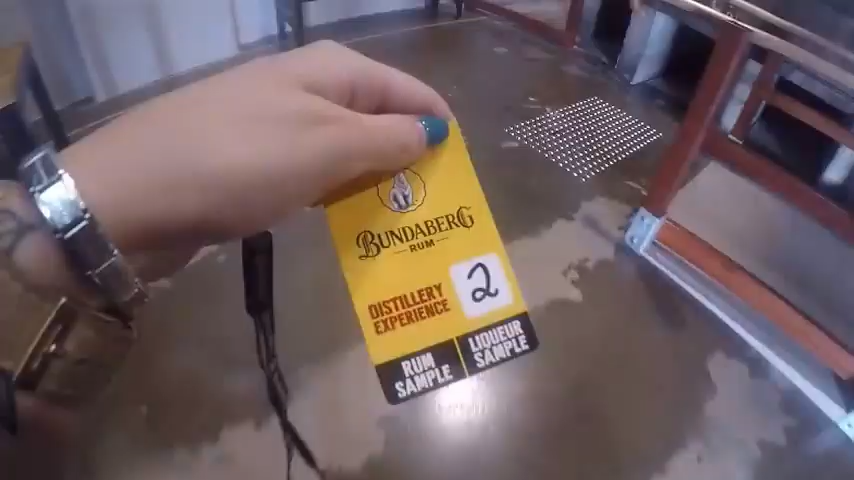 BUNDABERG
RUM
DISTILLERY
EXPERIENCE
2
RUM
SAMPLE
LIQUEUR
SAMPLE